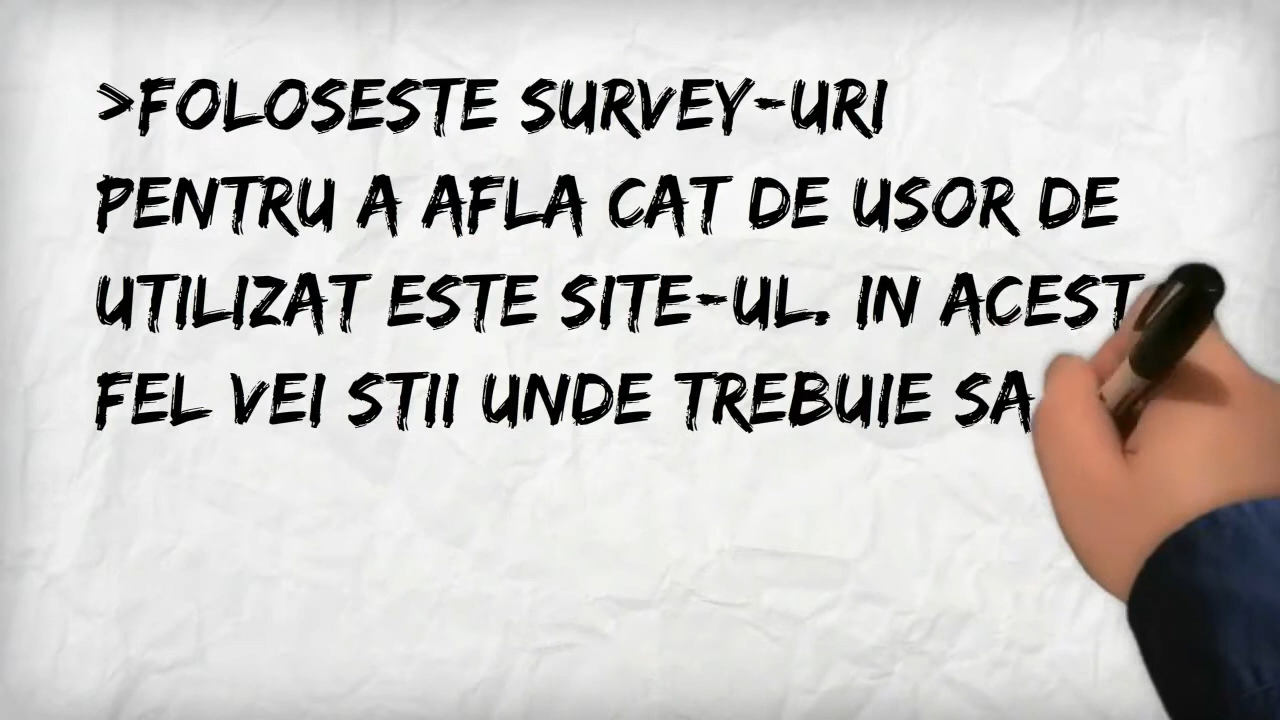 >FOLOSESTE SURVEY-URI
PENTRU A AFLA CAT DE USOR DE
UTILIZAT ESTE SITE-UL. IN ACEST
FEL VEI STII UNDE TREBUIE SA